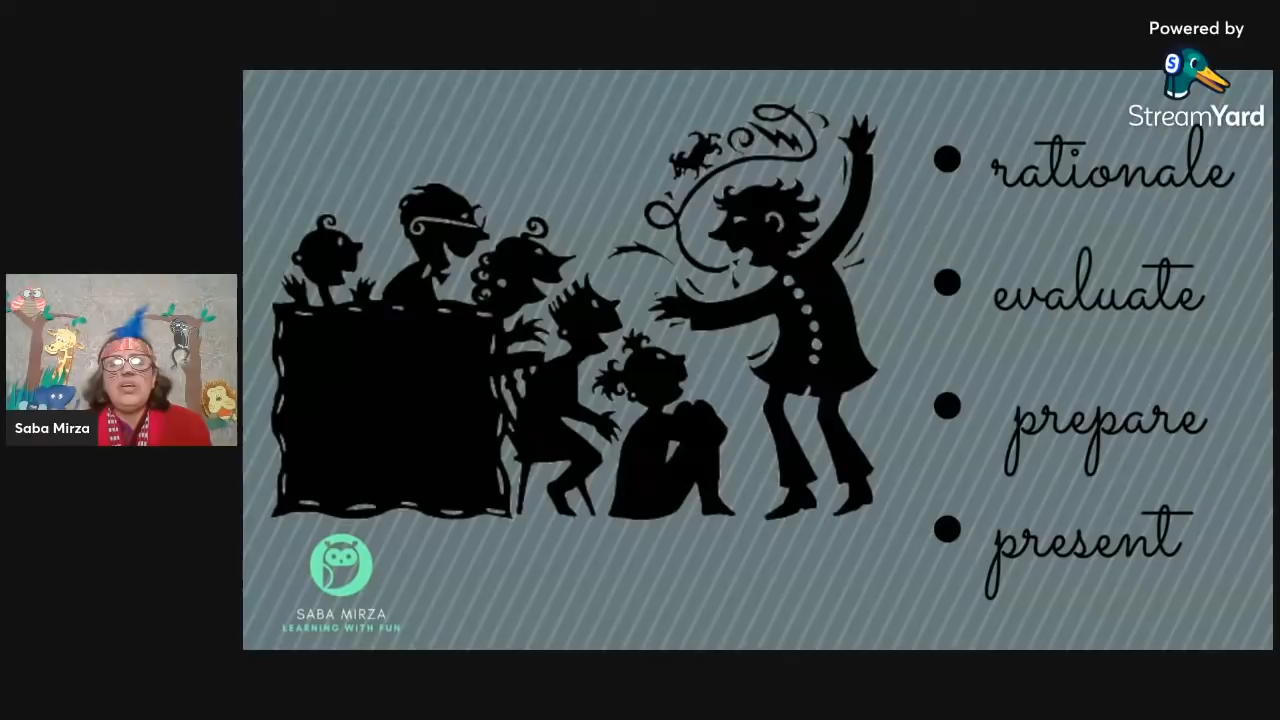 Powered by
StreamYard
rationale
evaluate
prepare
present
Saba Mirza
SABA MIRZA
LEARNING WITH FUN